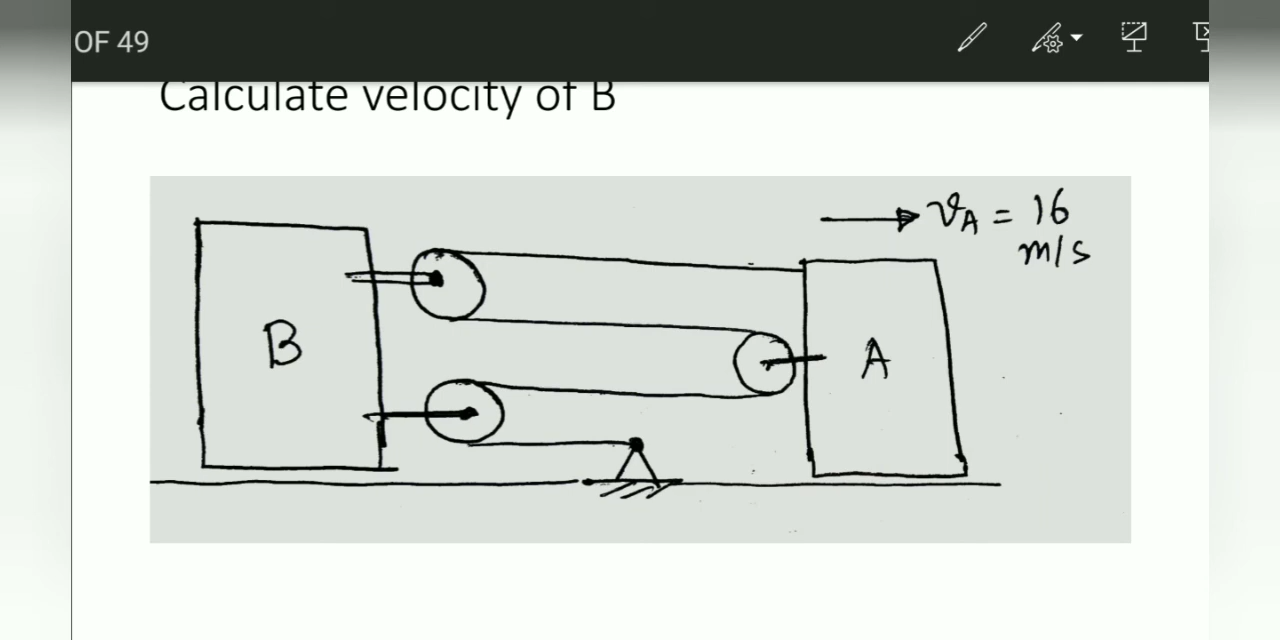 OF 49
Calculate velocity of B
vA = 16
m/s
B
A